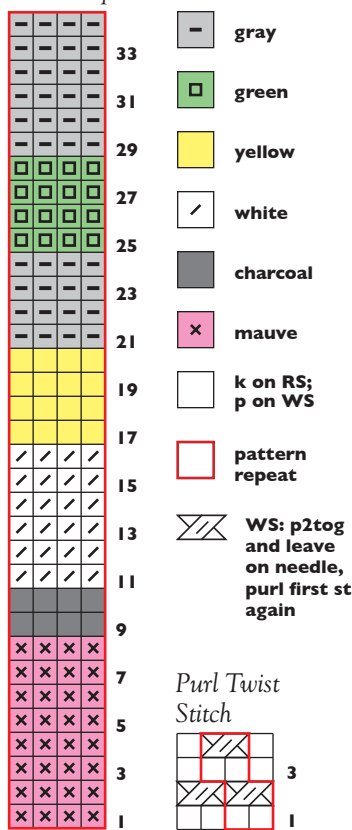 33
31
29
27
25
23
21
19
17
15
13
11
9
7
5
3
1
gray
green
yellow
white
charcoal
mauve
k on RS;
p on WS
pattern
repeat
WS: p2tog
and leave
on needle,
purl first st
again
Purl Twist
Stitch
3
1